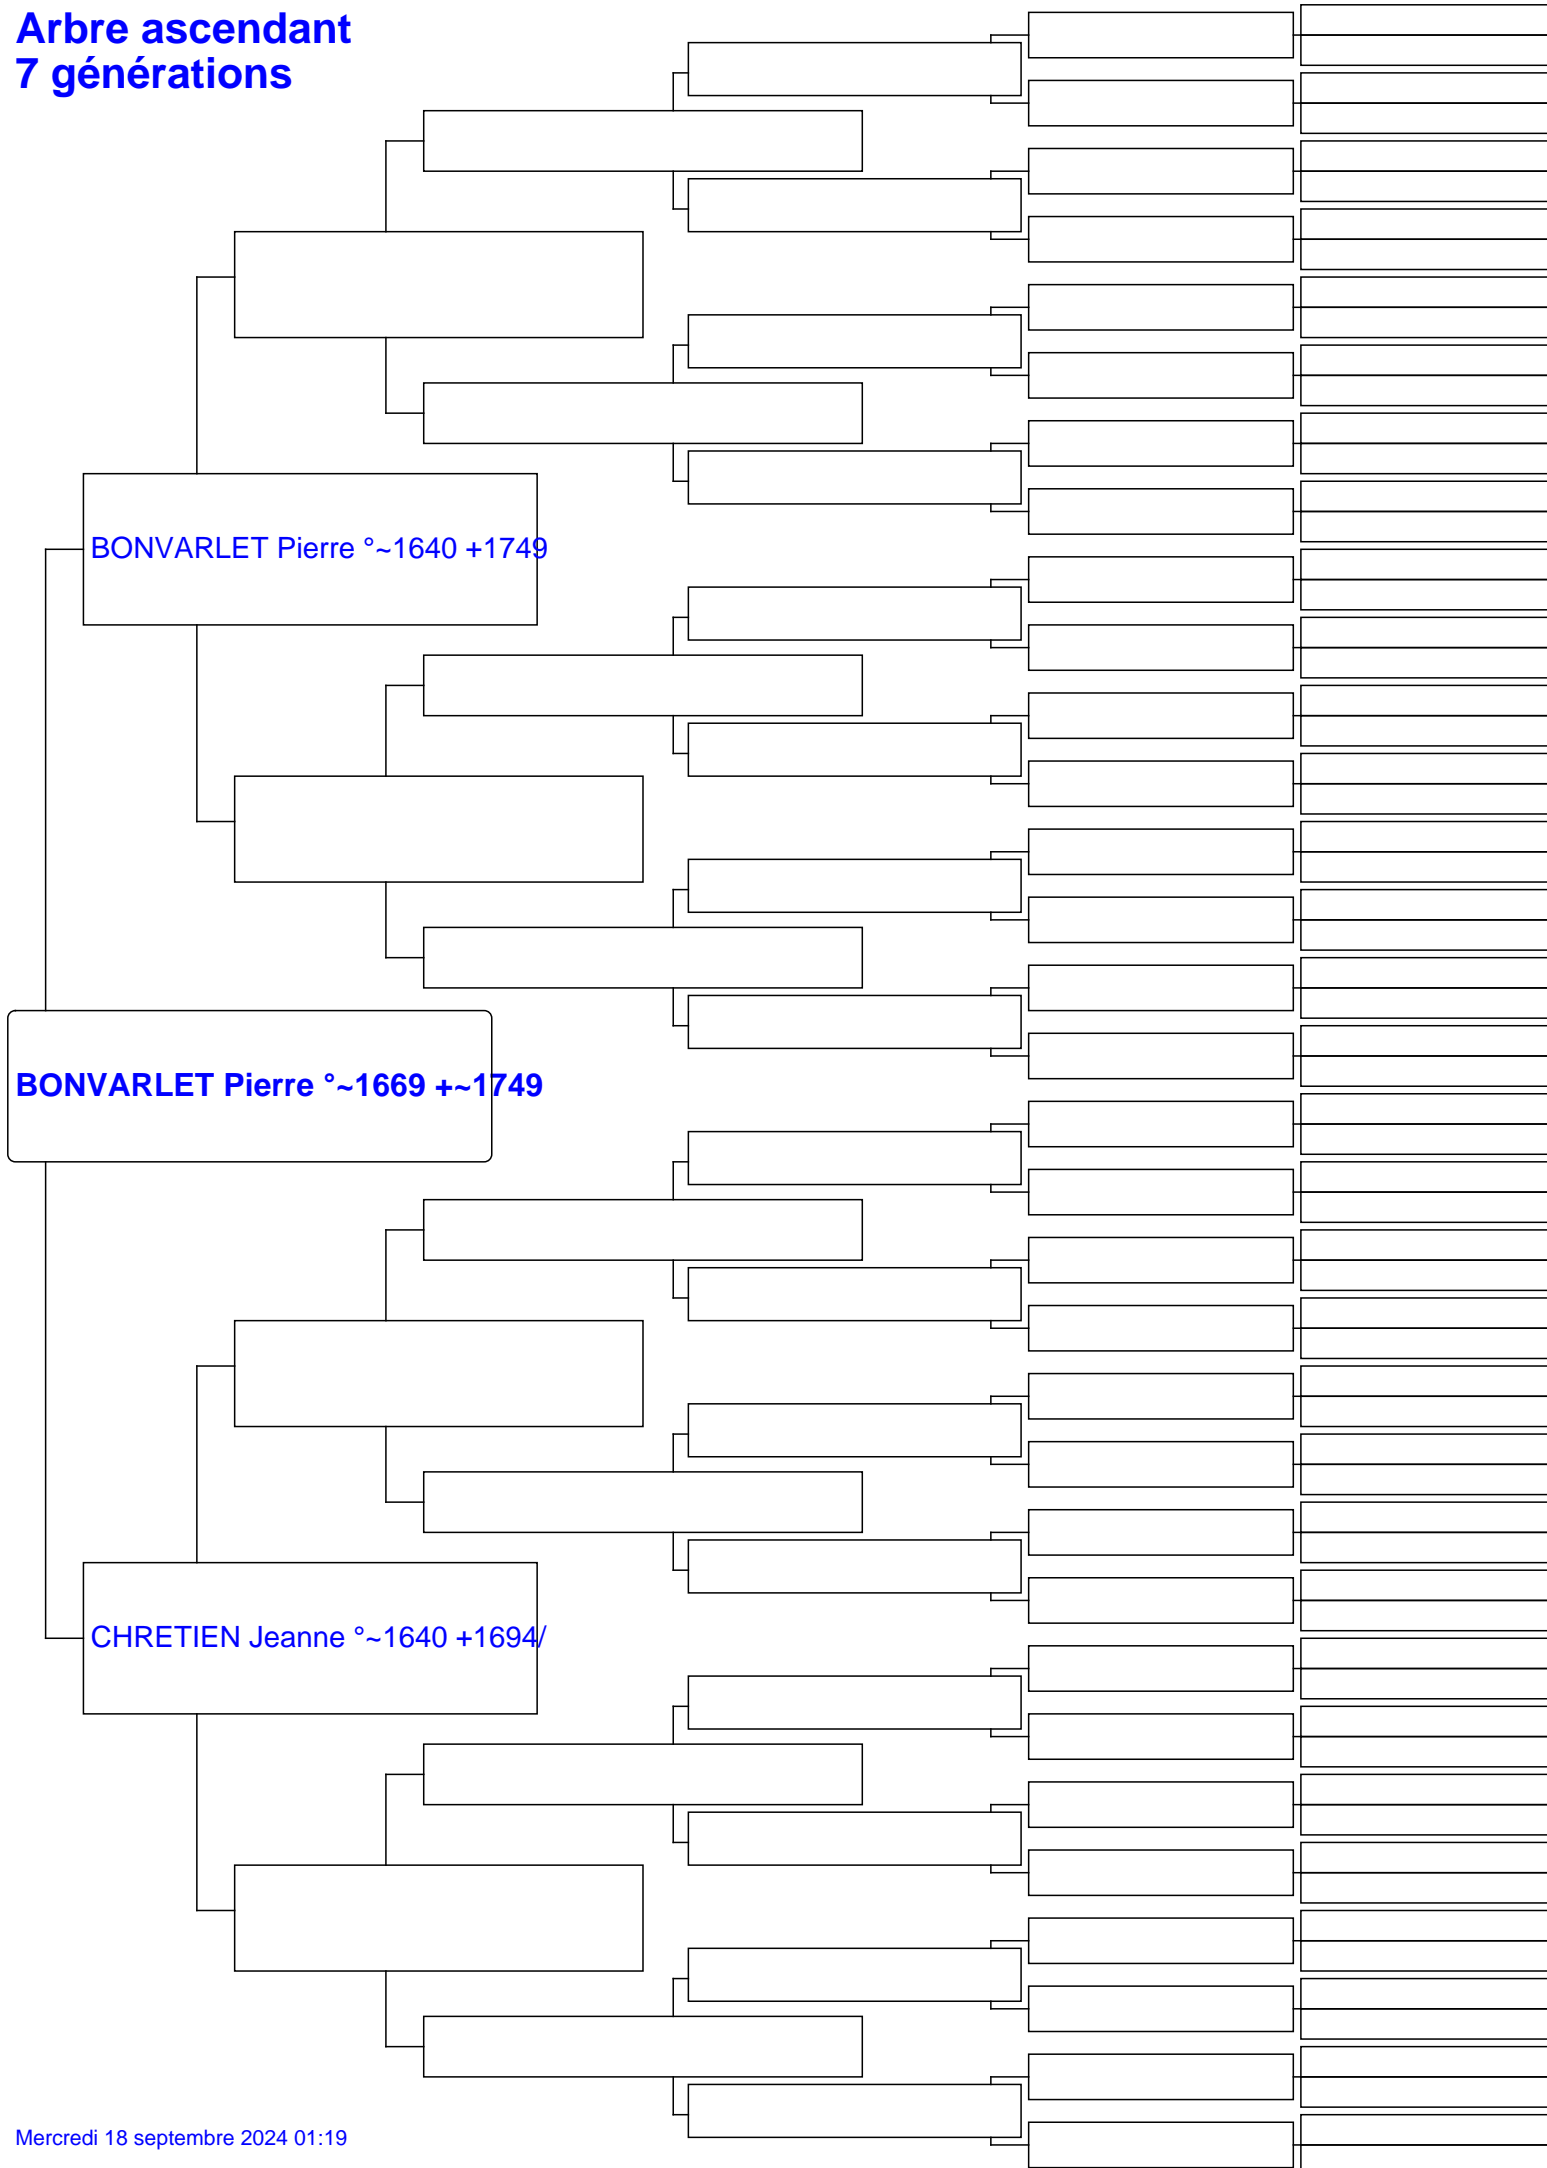 Arbre ascendant
7 générations
BONVARLET Pierre °~1640 +1749
BONVARLET Pierre °~1669 +~1749
CHRETIEN Jeanne °~1640 +1694/
Mercredi 18 septembre 2024 01:19